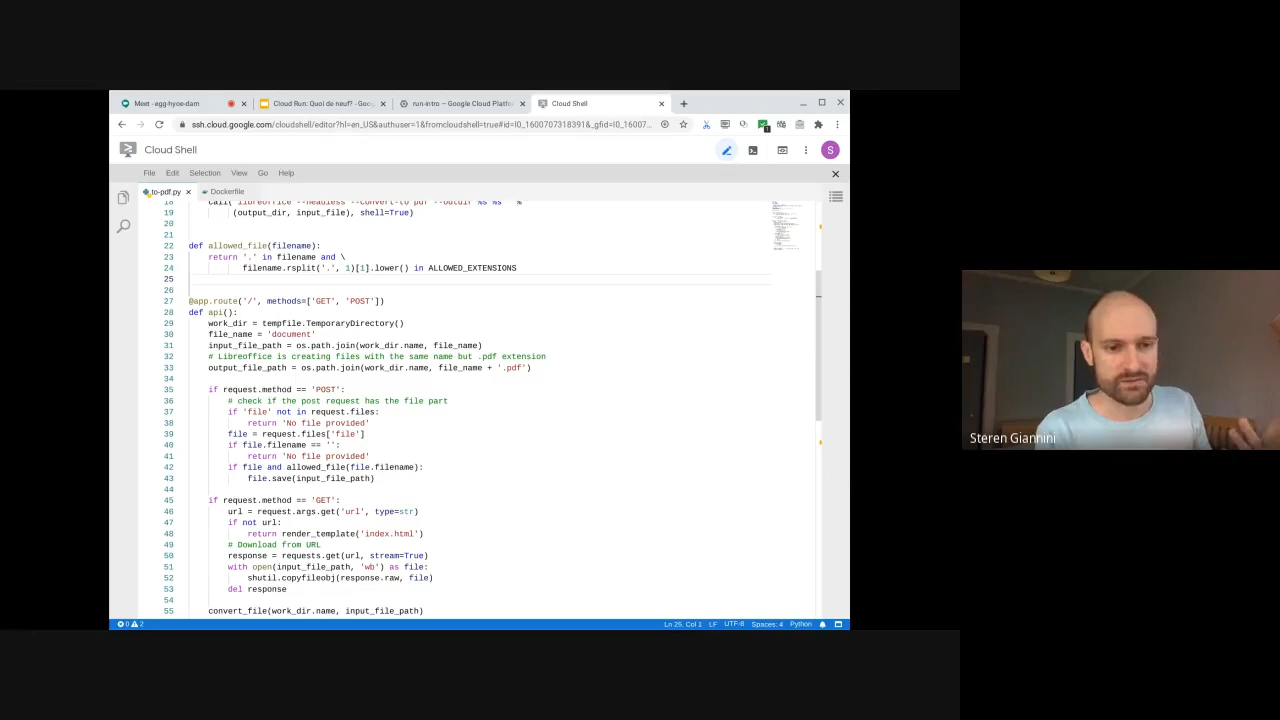 Meet - egg-hyoe-dam
Cloud Run: Quoi de neuf? - Goo
run-intro – Google Cloud Platfo
Cloud Shell
ssh.cloud.google.com/cloudshell/editor?hl=en_US&authuser=1&fromcloudshell=true#id=I0_1600707318391&_gfid=I0_16007...
Cloud Shell
S
File Edit Selection View Go Help
to-pdf.py
Dockerfile
18 call('libreoffice --headless --convert-to pdf --outdir %s %s ' %
19 (output_dir, input_file), shell=True)
20
21
22 def allowed_file(filename):
23 return '.' in filename and \
24 filename.rsplit('.', 1)[1].lower() in ALLOWED_EXTENSIONS
25
26
27 @app.route('/', methods=['GET', 'POST'])
28 def api():
29 work_dir = tempfile.TemporaryDirectory()
30 file_name = 'document'
31 input_file_path = os.path.join(work_dir.name, file_name)
32 # Libreoffice is creating files with the same name but .pdf extension
33 output_file_path = os.path.join(work_dir.name, file_name + '.pdf')
34
35 if request.method == 'POST':
36 # check if the post request has the file part
37 if 'file' not in request.files:
38 return 'No file provided'
39 file = request.files['file']
40 if file.filename == '':
41 return 'No file provided'
42 if file and allowed_file(file.filename):
43 file.save(input_file_path)
44
45 if request.method == 'GET':
46 url = request.args.get('url', type=str)
47 if not url:
48 return render_template('index.html')
49 # Download from URL
50 response = requests.get(url, stream=True)
51 with open(input_file_path, 'wb') as file:
52 shutil.copyfileobj(response.raw, file)
53 del response
54
55 convert_file(work_dir.name, input_file_path)
0 2
Ln 25, Col 1 LF UTF-8 Spaces: 4 Python
Steren Giannini